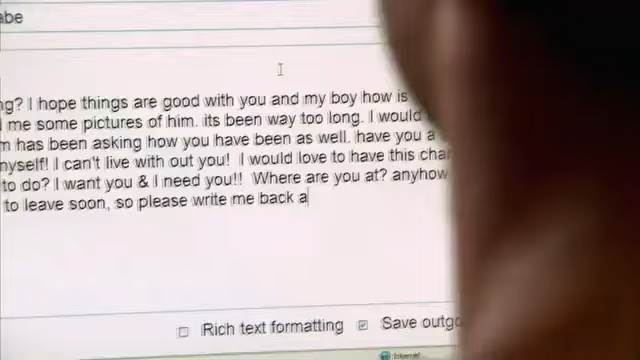 abe
ng? I hope things are good with you and my boy how is
me some pictures of him. its been way too long. I would
m has been asking how you have been as well. have you a
myself! I can't live with out you! I would love to have this
to do? I want you & I need you!! Where are you at? anyhow
to leave soon, so please write me back a
Rich text formatting Save
Internet